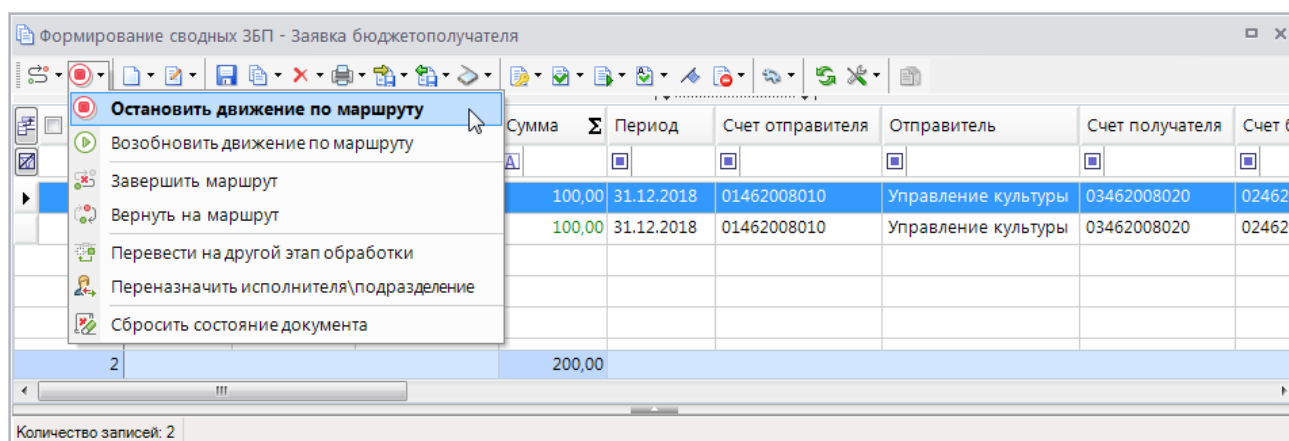 Формирование сводных ЗБП - Заявка бюджетополучателя
Остановить движение по маршруту
Возобновить движение по маршруту
Завершить маршрут
Вернуть на маршрут
Перевести на другой этап обработки
Переназначить исполнителя\подразделение
Сбросить состояние документа
Сумма Σ Период Счет отправителя Отправитель Счет получателя Счет б
100,00 31.12.2018 01462008010 Управление культуры 03462008020 02462
100,00 31.12.2018 01462008010 Управление культуры 03462008020 02462
2 200,00
Количество записей: 2